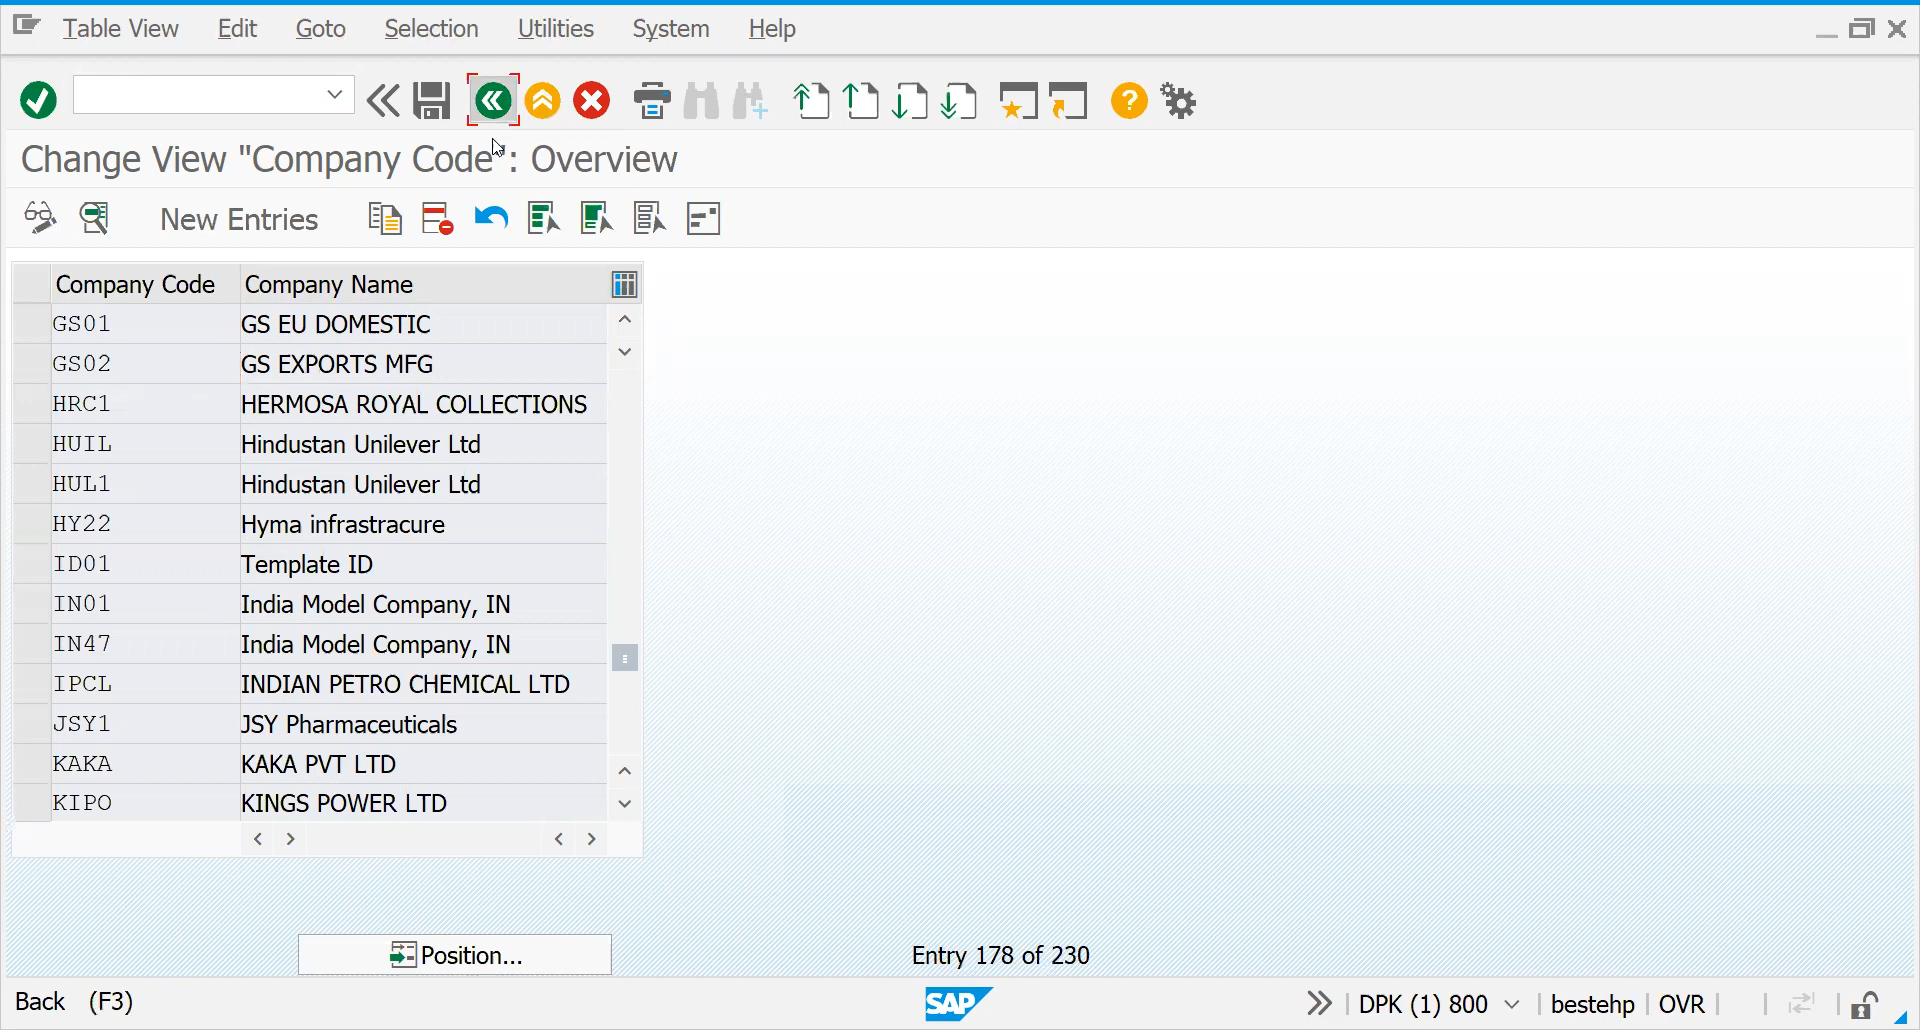 Table View Edit Goto Selection Utilities System Help
Change View "Company Code": Overview
New Entries
Company Code Company Name
GS01 GS EU DOMESTIC
GS02 GS EXPORTS MFG
HRC1 HERMOSA ROYAL COLLECTIONS
HUIL Hindustan Unilever Ltd
HUL1 Hindustan Unilever Ltd
HY22 Hyma infrastracure
ID01 Template ID
IN01 India Model Company, IN
IN47 India Model Company, IN
IPCL INDIAN PETRO CHEMICAL LTD
JSY1 JSY Pharmaceuticals
KAKA KAKA PVT LTD
KIPO KINGS POWER LTD
Position... Entry 178 of 230
Back (F3) SAP DPK (1) 800 bestehp OVR